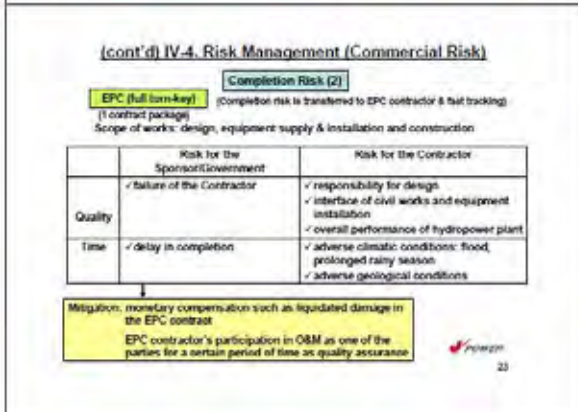 (cont'd) IV-4. Risk Management (Commercial Risk)
Completion Risk (2)
EPC (full turn-key)
(Completion risk is transferred to EPC contractor & fast tracking)
(1 contract package)
Scope of works: design, equipment supply & installation and construction
Risk for the
Sponsor/Government
Risk for the Contractor
Quality
✓failure of the Contractor
✓responsibility for design
✓interface of civil works and equipment
installation
✓overall performance of hydropower plant
Time
✓delay in completion
✓adverse climatic conditions: flood,
prolonged rainy season
✓adverse geological conditions
Mitigation: monetary compensation such as liquidated damage in
the EPC contract
EPC contractor's participation in O&M as one of the
parties for a certain period of time as quality assurance
POWER
23